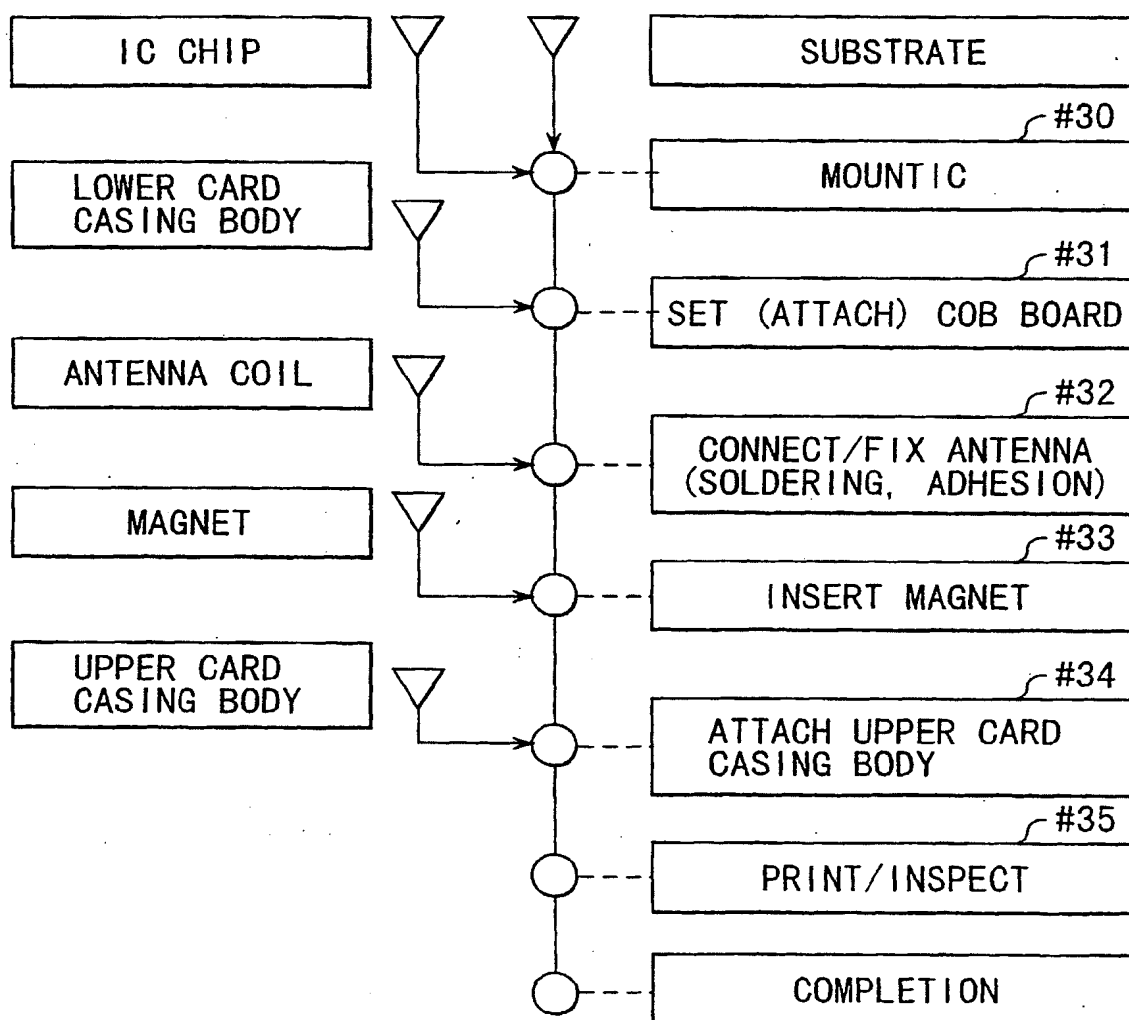 IC CHIP
SUBSTRATE
#30
MOUNTIC
LOWER CARD
CASING BODY
#31
SET (ATTACH) COB BOARD
ANTENNA COIL
#32
CONNECT/FIX ANTENNA
(SOLDERING, ADHESION)
MAGNET
#33
INSERT MAGNET
UPPER CARD
CASING BODY
#34
ATTACH UPPER CARD
CASING BODY
#35
PRINT/INSPECT
COMPLETION